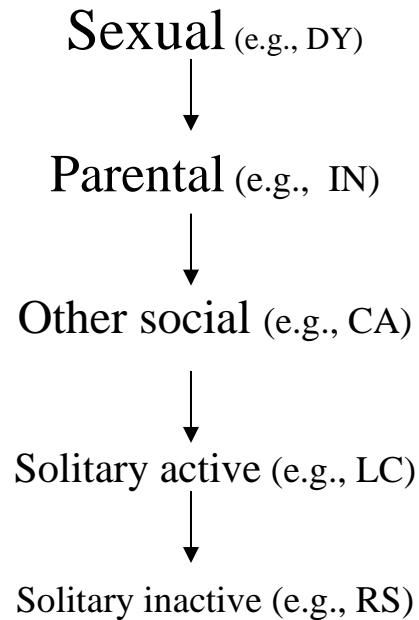 Sexual (e.g., DY)
Parental (e.g., IN)
Other social (e.g., CA)
Solitary active (e.g., LC)
Solitary inactive (e.g., RS)